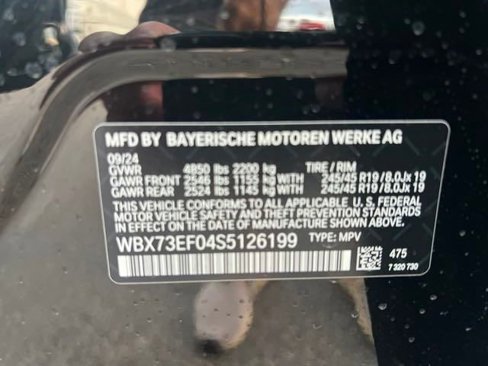 MFD BY BAYERISCHE MOTOREN WERKE AG
09/24
GVWR 4850 lbs 2200 kg TIRE / RIM
GAWR FRONT 2546 lbs 1155 kg WITH 245/45 R19 / 8.0Jx 19
GAWR REAR 2524 lbs 1145 kg WITH 245/45 R19 / 8.0Jx 19
THIS VEHICLE CONFORMS TO ALL APPLICABLE U. S. FEDERAL
MOTOR VEHICLE SAFETY AND THEFT PREVENTION STANDARDS
IN EFFECT ON THE DATE OF MANUFACTURE SHOWN ABOVE.
WBX73EF04S5126199 TYPE: MPV
475
7 320 730